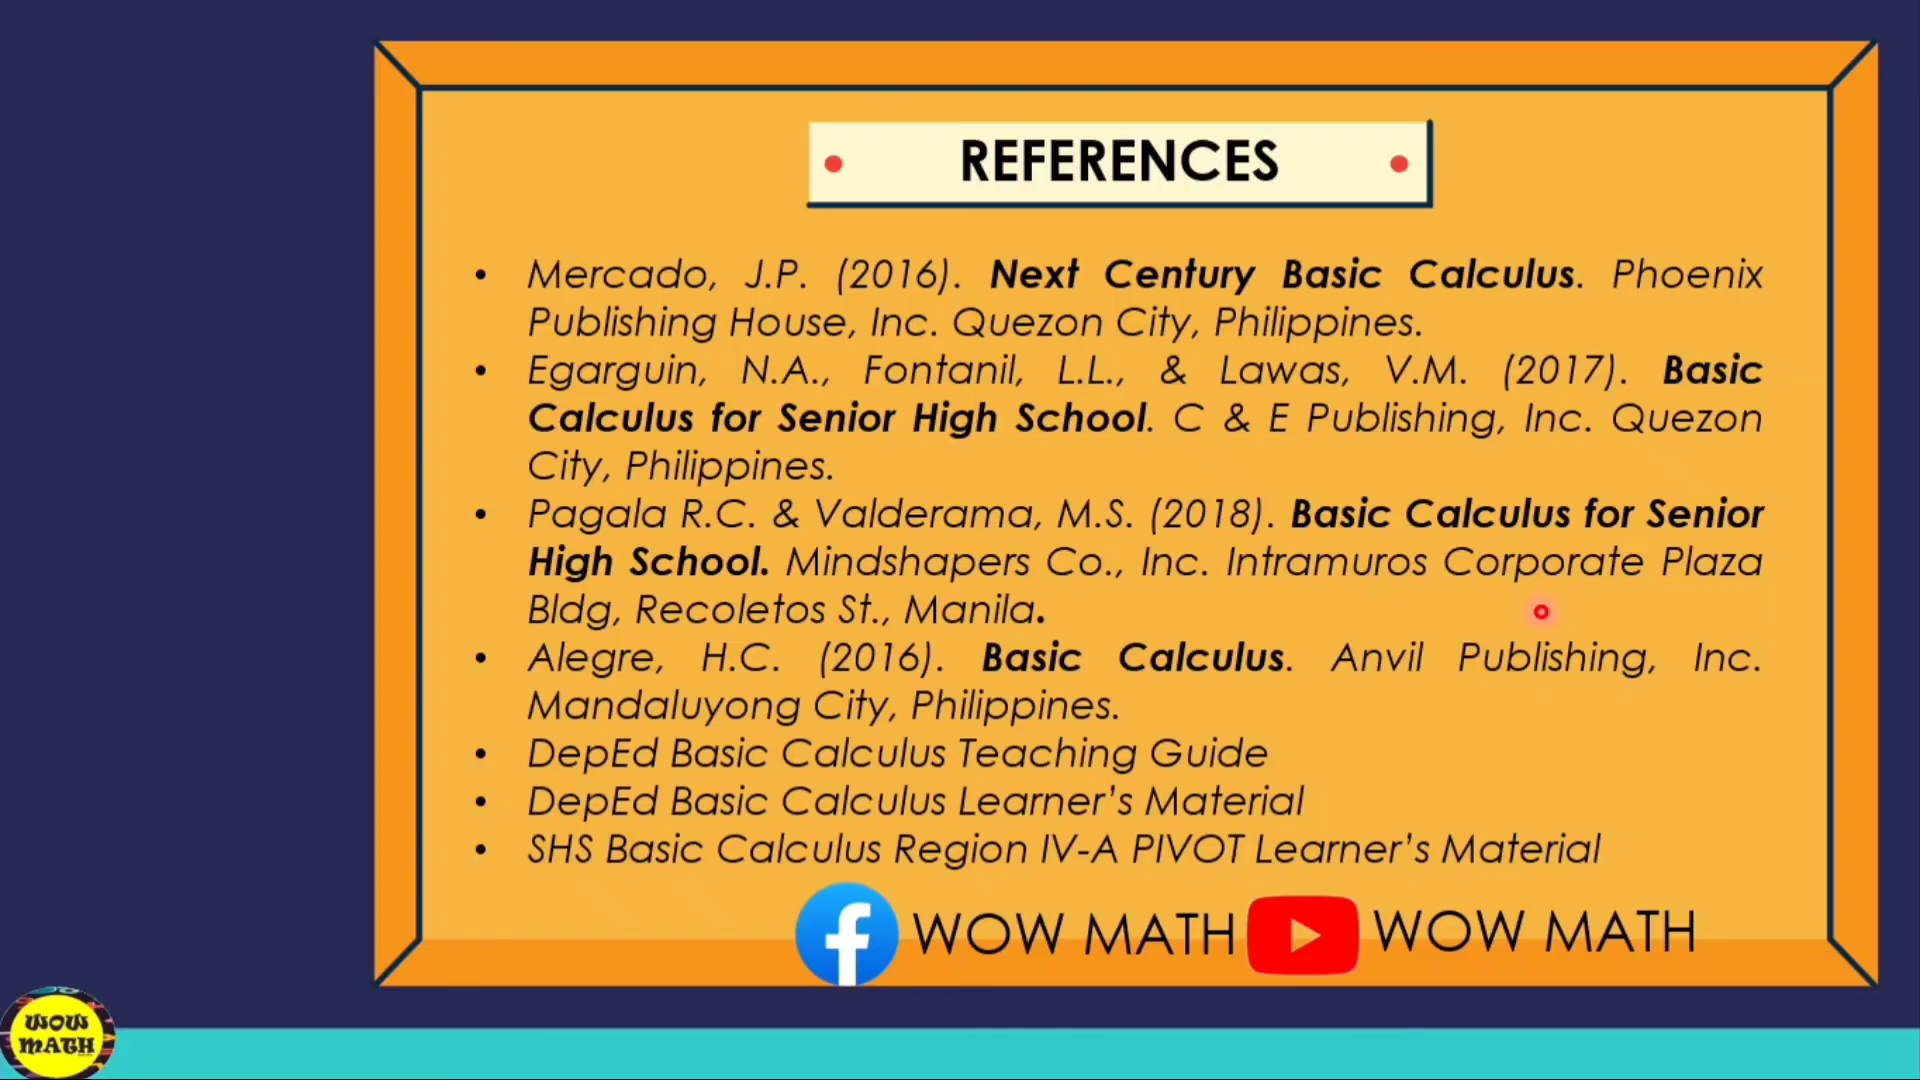 REFERENCES
• Mercado, J.P. (2016). Next Century Basic Calculus. Phoenix
Publishing House, Inc. Quezon City, Philippines.
• Egarguin, N.A., Fontanil, L.L., & Lawas, V.M. (2017). Basic
Calculus for Senior High School. C & E Publishing, Inc. Quezon
City, Philippines.
• Pagala R.C. & Valderama, M.S. (2018). Basic Calculus for Senior
High School. Mindshapers Co., Inc. Intramuros Corporate Plaza
Bldg, Recoletos St., Manila.
• Alegre, H.C. (2016). Basic Calculus. Anvil Publishing, Inc.
Mandaluyong City, Philippines.
• DepEd Basic Calculus Teaching Guide
• DepEd Basic Calculus Learner’s Material
• SHS Basic Calculus Region IV-A PIVOT Learner’s Material
f WOW MATH WOW MATH
WOW
MATH